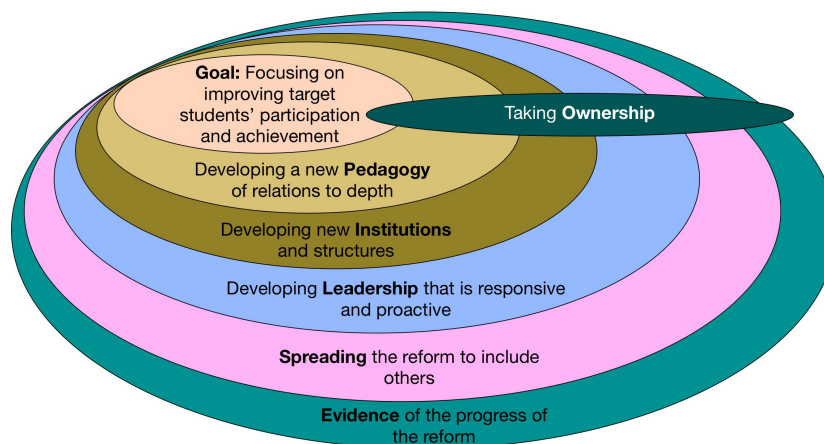 Goal: Focusing on
improving target
students’ participation
and achievement
Taking Ownership
Developing a new Pedagogy
of relations to depth
Developing new Institutions
and structures
Developing Leadership that is responsive
and proactive
Spreading the reform to include
others
Evidence of the progress of
the reform